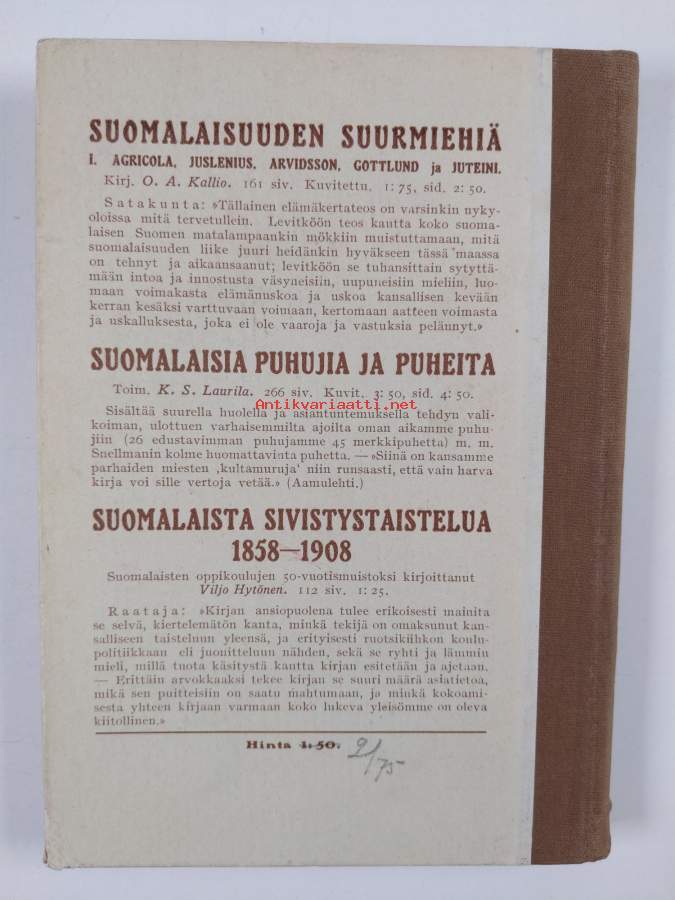 SUOMALAISUUDEN SUURMIEHIÄ
I. AGRICOLA, JUSLENIUS, ARVIDSSON, GOTTLUND ja JUTEINI.
Kirj. O. A. Kallio. 161 siv. Kuvitettu. 1: 75, sid. 2: 50.
Satakunta: »Tällainen elämäkertateos on varsinkin nyky-
oloissa mitä tervetullein. Levitköön teos kautta koko suoma-
laisen Suomen matalampaankin mökkiin muistuttamaan, mitä
suomalaisuuden liike juuri heidänkin hyväkseen tässä maassa
on tehnyt ja aikaansaanut; levitköön se tuhansittain sytyttä-
mään intoa ja innostusta väsyneisiin, uupuneisiin mieliin, luo-
maan voimakasta elämänuskoa ja uskoa kansallisen kevään
kerran kesäksi varttuvaan voimaan, kertomaan aatteen voimasta
ja uskalluksesta, joka ei ole vaaroja ja vastuksia pelännyt.»
SUOMALAISIA PUHUJIA JA PUHEITA
Toim. K. S. Laurila. 266 siv. Kuvit. 3: 50, sid. 4: 50.
Antikvariaatti.net
Sisältää suurella huolella ja asiantuntemuksella tehdyn vali-
koiman, ulottuen varhaisemmilta ajoilta oman aikamme puhu-
jiin (26 edustavimman puhujamme 45 merkkipuhetta) m. m.
Snellmanin kolme huomattavinta puhetta. — »Siinä on kansamme
parhaiden miesten ‚kultamuruja' niin runsaasti, että vain harva
kirja voi sille vertoja vetää.» (Aamulehti.)
SUOMALAISTA SIVISTYSTAISTELUA
1858—1908
Suomalaisten oppikoulujen 50-vuotismuistoksi kirjoittanut
Viljo Hytönen. 112 siv. 1: 25.
Raataja: »Kirjan ansiopuolena tulee erikoisesti mainita
se selvä, kiertelemätön kanta, minkä tekijä on omaksunut kan-
salliseen taisteluun yleensä, ja erityisesti ruotsikiihkon koulu-
politiikkaan eli juonitteluun nähden, sekä se ryhti ja lämmin
mieli, millä tuota käsitystä kautta kirjan esitetään ja ajetaan.
— Erittäin arvokkaaksi tekee kirjan se suuri määrä asiatietoa,
mikä sen puitteisiin on saatu mahtumaan, ja minkä kokoami-
sesta yhteen kirjaan varmaan koko lukeva yleisömme on oleva
kiitollinen.»
Hinta 1: 50.
2/75